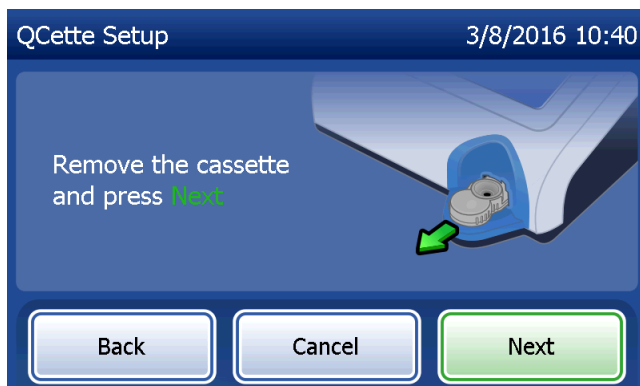 QCette Setup 3/8/2016 10:40
Remove the cassette
and press Next
Back Cancel Next